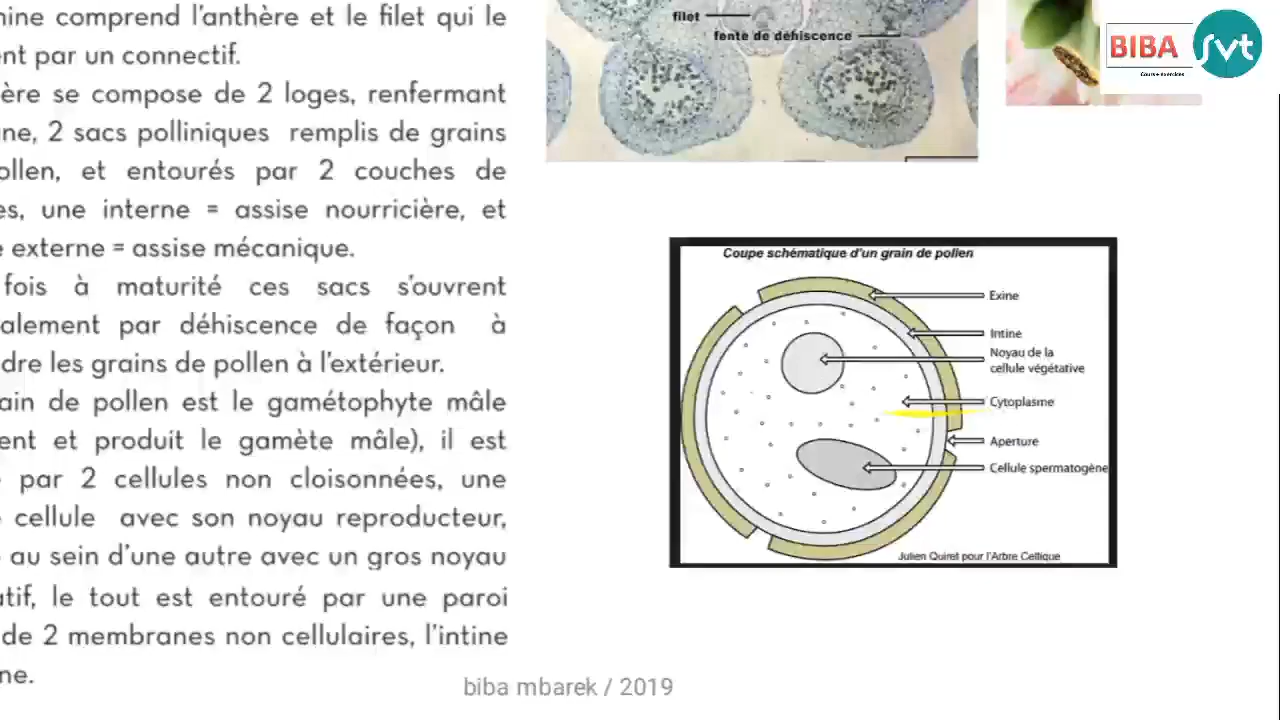 mine comprend l'anthère et le filet qui le
ent par un connectif.
ère se compose de 2 loges, renfermant
une, 2 sacs polliniques remplis de grains
ollen, et entourés par 2 couches de
es, une interne = assise nourricière, et
e externe = assise mécanique.
fois à maturité ces sacs s'ouvrent
alement par déhiscence de façon à
dre les grains de pollen à l'extérieur.
ain de pollen est le gamétophyte mâle
ent et produit le gamète mâle), il est
par 2 cellules non cloisonnées, une
cellule avec son noyau reproducteur,
au sein d'une autre avec un gros noyau
atif, le tout est entouré par une paroi
de 2 membranes non cellulaires, l'intine
ne.
filet
fente de déhiscence
BIBA
Cours+ exercices
svt
Coupe schématique d'un grain de pollen
Exine
Intine
Noyau de la
cellule végétative
Cytoplasme
Aperture
Cellule spermatogène
Julien Quiret pour l'Arbre Celtique
biba mbarek / 2019